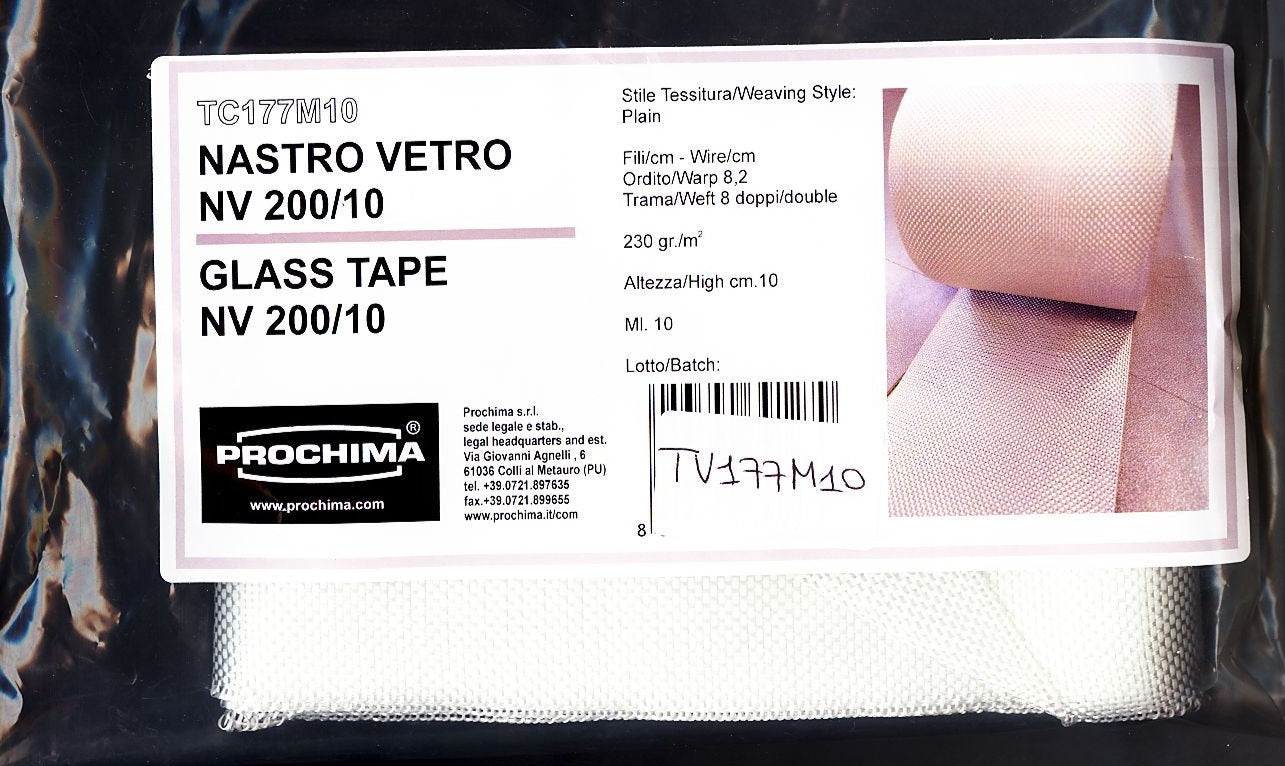 TC177M10
NASTRO VETRO
NV 200/10
GLASS TAPE
NV 200/10
PROCHIMA®
www.prochima.com
Prochima s.r.l.
sede legale e stab.,
legal headquarters and est.
Via Giovanni Agnelli , 6
61036 Colli al Metauro (PU)
tel. +39.0721.897635
fax.+39.0721.899655
www.prochima.it/com
Stile Tessitura/Weaving Style:
Plain
Fili/cm - Wire/cm
Ordito/Warp 8,2
Trama/Weft 8 doppi/double
230 gr./m²
Altezza/High cm.10
Ml. 10
Lotto/Batch:
TV177M10
8